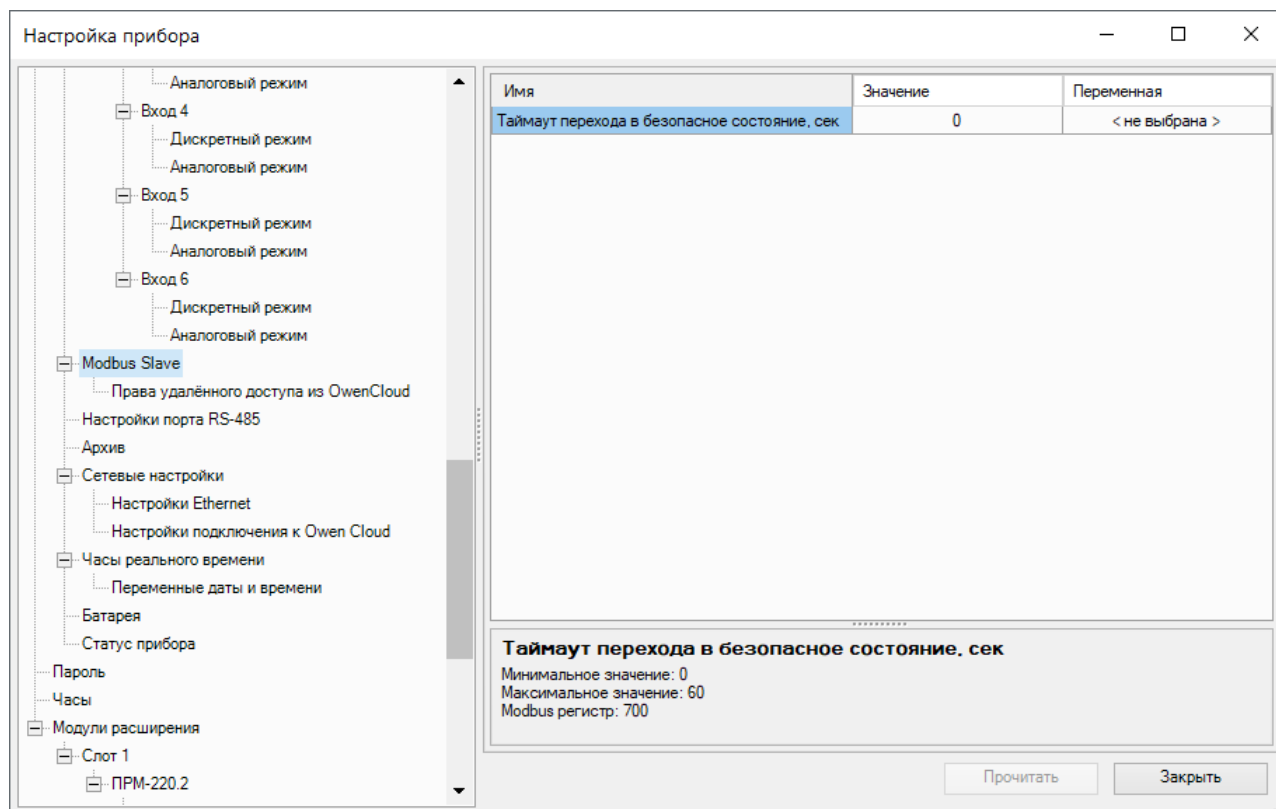 Настройка прибора
Аналоговый режим
Вход 4
Дискретный режим
Аналоговый режим
Вход 5
Дискретный режим
Аналоговый режим
Вход 6
Дискретный режим
Аналоговый режим
Modbus Slave
Права удалённого доступа из OwenCloud
Настройки порта RS-485
Архив
Сетевые настройки
Настройки Ethernet
Настройки подключения к Owen Cloud
Часы реального времени
Переменные даты и времени
Батарея
Статус прибора
Пароль
Часы
Модули расширения
Слот 1
ПРМ-220.2
Имя Значение Переменная
Таймаут перехода в безопасное состояние, сек 0 < не выбрана >
Таймаут перехода в безопасное состояние, сек
Минимальное значение: 0
Максимальное значение: 60
Modbus регистр: 700
Прочитать Закрыть